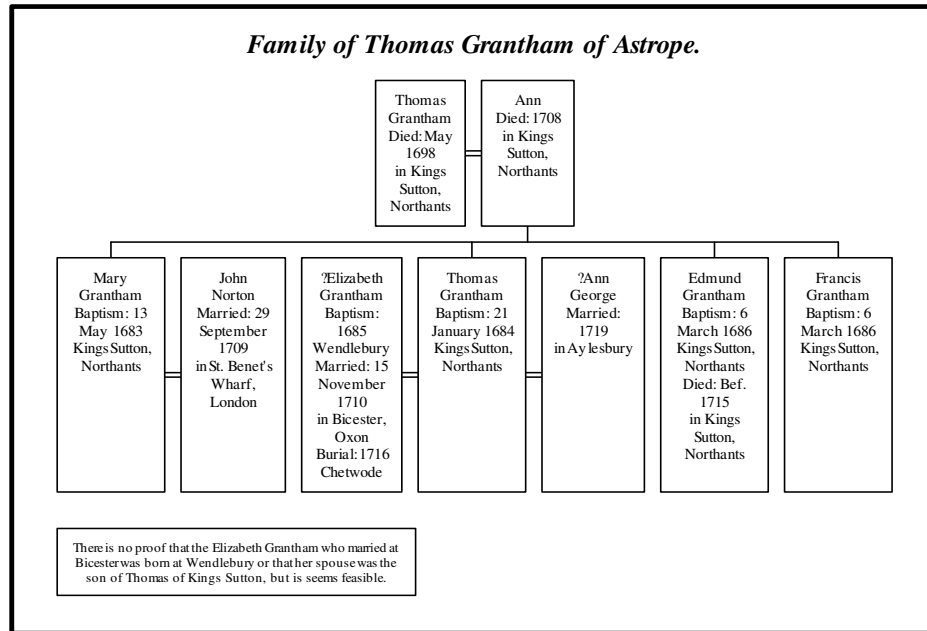 Family of Thomas Grantham of Astrope.
Thomas
Grantham
Died: May
1698
in Kings
Sutton,
Northants
Ann
Died: 1708
in Kings
Sutton,
Northants
Mary
Grantham
Baptism: 13
May 1683
Kings Sutton,
Northants
John
Norton
Married: 29
September
1709
in St. Benet's
Wharf,
London
?Elizabeth
Grantham
Baptism:
1685
Wendlebury
Married: 15
November
1710
in Bicester,
Oxon
Burial: 1716
Chetwode
Thomas
Grantham
Baptism: 21
January 1684
Kings Sutton,
Northants
?Ann
George
Married:
1719
in Aylesbury
Edmund
Grantham
Baptism: 6
March 1686
Kings Sutton,
Northants
Died: Bef.
1715
in Kings
Sutton,
Northants
Francis
Grantham
Baptism: 6
March 1686
Kings Sutton,
Northants
There is no proof that the Elizabeth Grantham who married at
Bicester was born at Wendlebury or that her spouse was the
son of Thomas of Kings Sutton, but is seems feasible.